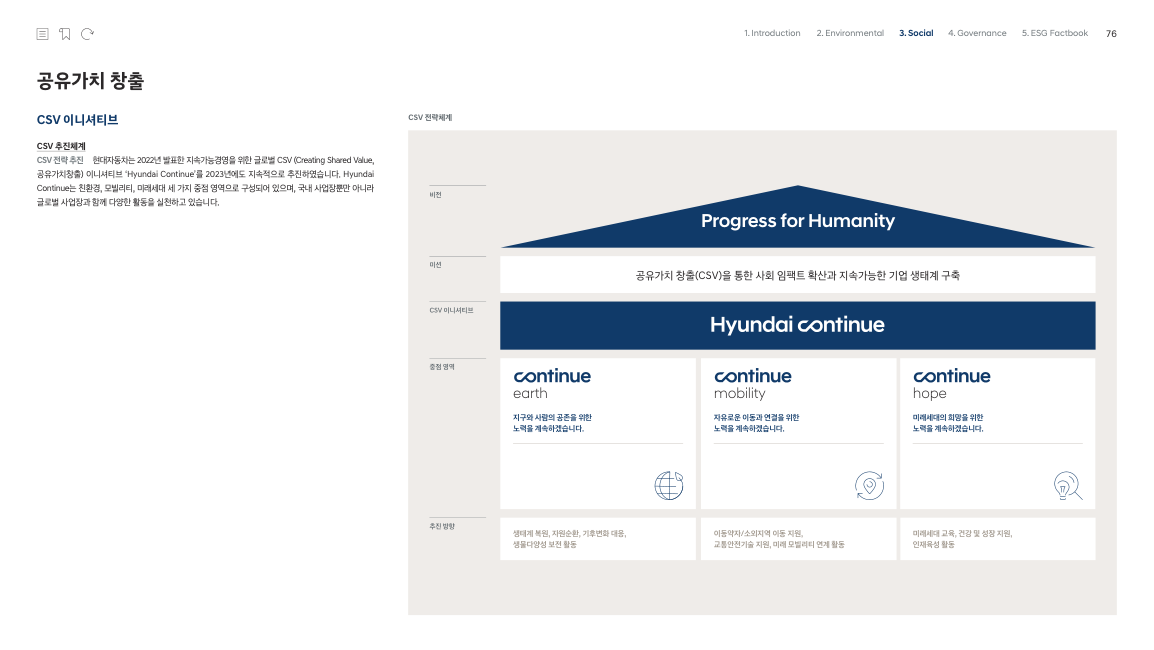 1. Introduction 2. Environmental 3. Social 4. Governance 5. ESG Factbook 76
공유가치 창출
CSV 이니셔티브
CSV 추진체계
CSV 전략 추진 현대자동차는 2022년 발표한 지속가능경영을 위한 글로벌 CSV (Creating Shared Value,
공유가치창출) 이니셔티브 ‘Hyundai Continue’를 2023년에도 지속적으로 추진하였습니다. Hyundai
Continue는 친환경, 모빌리티, 미래세대 세 가지 중점 영역으로 구성되어 있으며, 국내 사업장뿐만 아니라
글로벌 사업장과 함께 다양한 활동을 실천하고 있습니다.
CSV 전략체계
비전
Progress for Humanity
미션
공유가치 창출(CSV)을 통한 사회 임팩트 확산과 지속가능한 기업 생태계 구축
CSV 이니셔티브
Hyundai continue
중점 영역
continue
earth
지구와 사람의 공존을 위한
노력을 계속하겠습니다.
continue
mobility
자유로운 이동과 연결을 위한
노력을 계속하겠습니다.
continue
hope
미래세대의 희망을 위한
노력을 계속하겠습니다.
추진 방향
생태계 복원, 자원순환, 기후변화 대응,
생물다양성 보전 활동
이동약자/소외지역 이동 지원,
교통안전기술 지원, 미래 모빌리티 연계 활동
미래세대 교육, 건강 및 성장 지원,
인재육성 활동